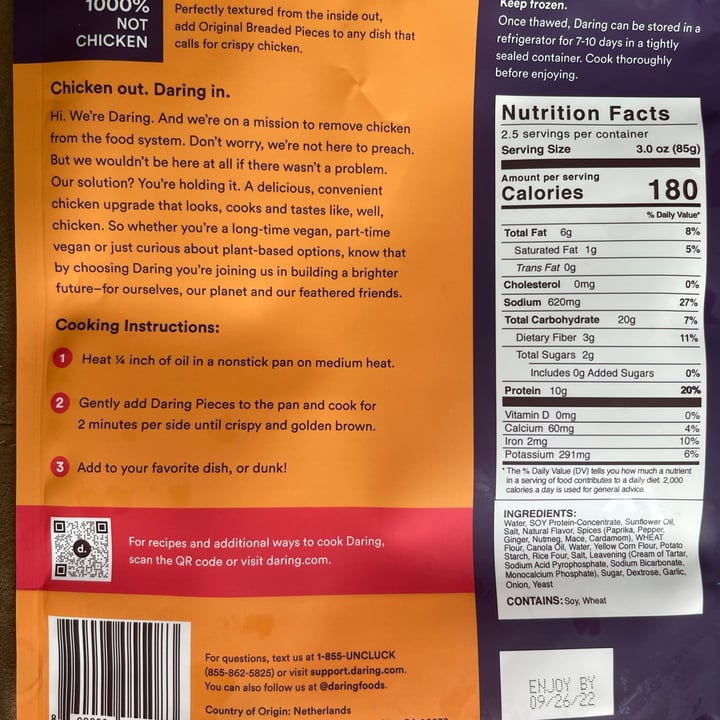 1000%
NOT
CHICKEN
Perfectly textured from the inside out,
add Original Breaded Pieces to any dish that
calls for crispy chicken.
Chicken out. Daring in.
Hi. We're Daring. And we're on a mission to remove chicken
from the food system. Don't worry, we're not here to preach.
But we wouldn't be here at all if there wasn't a problem.
Our solution? You're holding it. A delicious, convenient
chicken upgrade that looks, cooks and tastes like, well,
chicken. So whether you're a long-time vegan, part-time
vegan or just curious about plant-based options, know that
by choosing Daring you're joining us in building a brighter
future–for ourselves, our planet and our feathered friends.
Cooking Instructions:
1 Heat ¼ inch of oil in a nonstick pan on medium heat.
2 Gently add Daring Pieces to the pan and cook for
2 minutes per side until crispy and golden brown.
3 Add to your favorite dish, or dunk!
d.
For recipes and additional ways to cook Daring,
scan the QR code or visit daring.com.
For questions, text us at 1-855-UNCLUCK
(855-862-5825) or visit support.daring.com.
You can also follow us at @daringfoods.
Country of Origin: Netherlands
Keep frozen.
Once thawed, Daring can be stored in a
refrigerator for 7-10 days in a tightly
sealed container. Cook thoroughly
before enjoying.
Nutrition Facts
2.5 servings per container
Serving Size 3.0 oz (85g)
Amount per serving
Calories 180
% Daily Value*
Total Fat 6g 8%
Saturated Fat 1g 5%
Trans Fat 0g
Cholesterol 0mg 0%
Sodium 620mg 27%
Total Carbohydrate 20g 7%
Dietary Fiber 3g 11%
Total Sugars 2g
Includes 0g Added Sugars 0%
Protein 10g 20%
Vitamin D 0mg 0%
Calcium 60mg 4%
Iron 2mg 10%
Potassium 291mg 6%
* The % Daily Value (DV) tells you how much a nutrient
in a serving of food contributes to a daily diet. 2,000
calories a day is used for general advice.
INGREDIENTS:
Water, SOY Protein-Concentrate, Sunflower Oil,
Salt, Natural Flavor, Spices (Paprika, Pepper,
Ginger, Nutmeg, Mace, Cardamom), WHEAT
Flour, Canola Oil, Water, Yellow Corn Flour, Potato
Starch, Rice Four, Salt, Leavening (Cream of Tartar,
Sodium Acid Pyrophosphate, Sodium Bicarbonate,
Monocalcium Phosphate), Sugar, Dextrose, Garlic,
Onion, Yeast
CONTAINS: Soy, Wheat
ENJOY BY
09/26/22